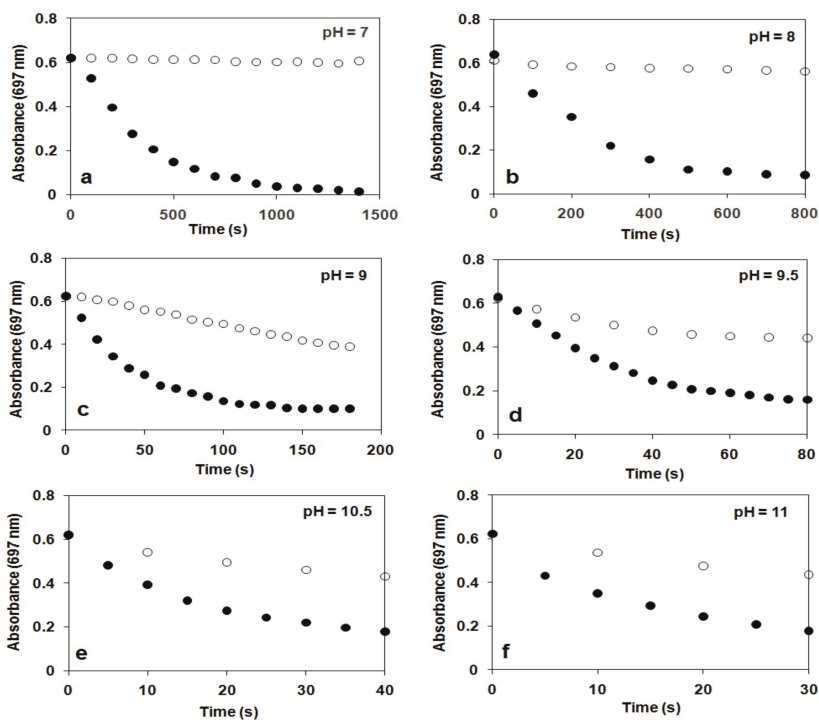 0.8
pH = 7
0.6
0.4
0.2
0
a
0 500 1000 1500
Time (s)
Absorbance (697 nm)
0.8
pH = 8
0.6
0.4
0.2
0
b
0 200 400 600 800
Time (s)
Absorbance (697 nm)
0.8
pH = 9
0.6
0.4
0.2
0
c
0 50 100 150 200
Time (s)
Absorbance (697 nm)
0.8
pH = 9.5
0.6
0.4
0.2
0
d
0 20 40 60 80
Time (s)
Absorbance (697 nm)
0.8
pH = 10.5
0.6
0.4
0.2
0
e
0 10 20 30 40
Time (s)
Absorbance (697 nm)
0.8
pH = 11
0.6
0.4
0.2
0
f
0 10 20 30
Time (s)
Absorbance (697 nm)